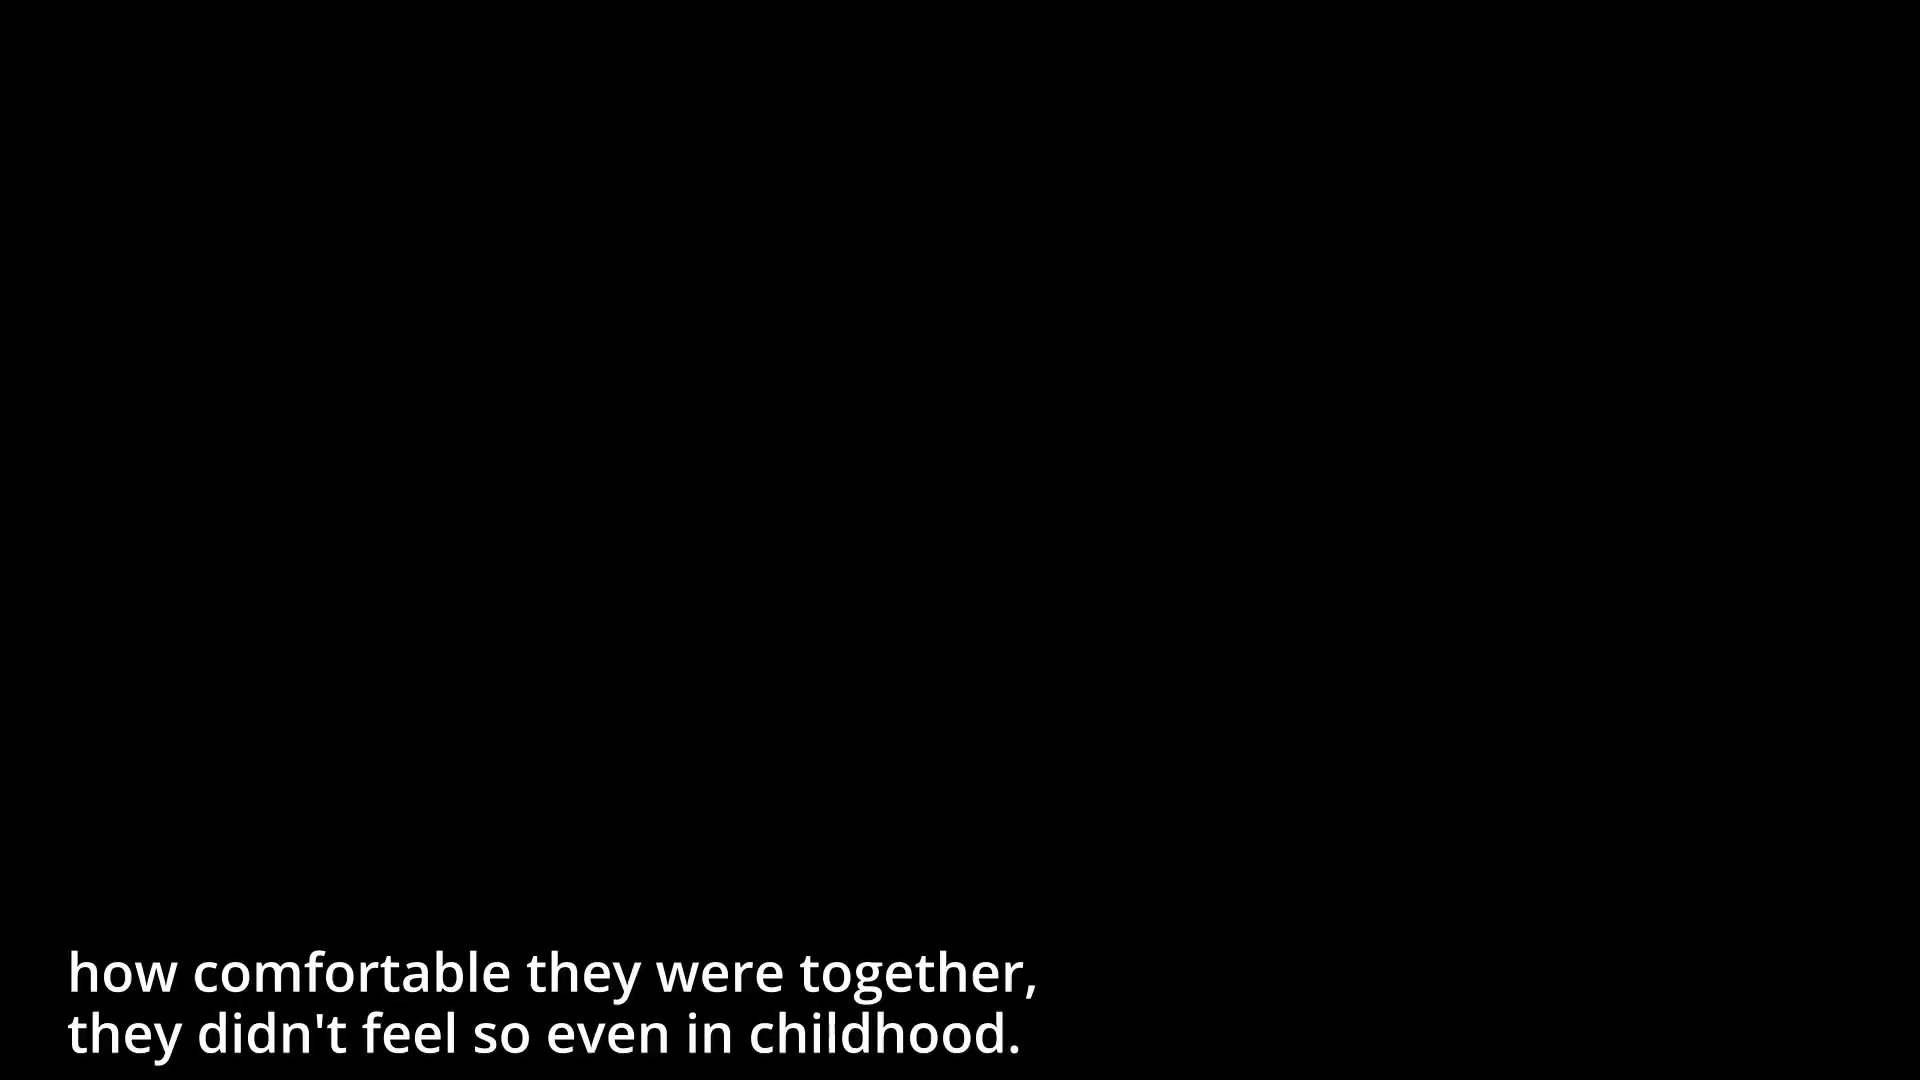 how comfortable they were together,
they didn't feel so even in childhood.